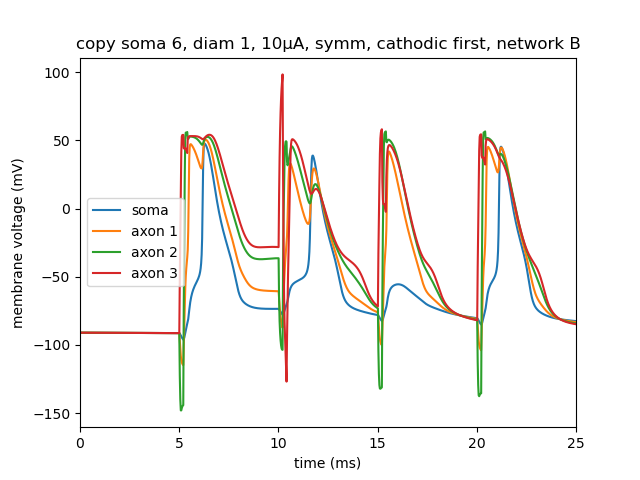 copy soma 6, diam 1, 10μA, symm, cathodic first, network B
membrane voltage (mV)
100
50
0
−50
−100
−150
soma
axon 1
axon 2
axon 3
0 5 10 15 20 25
time (ms)